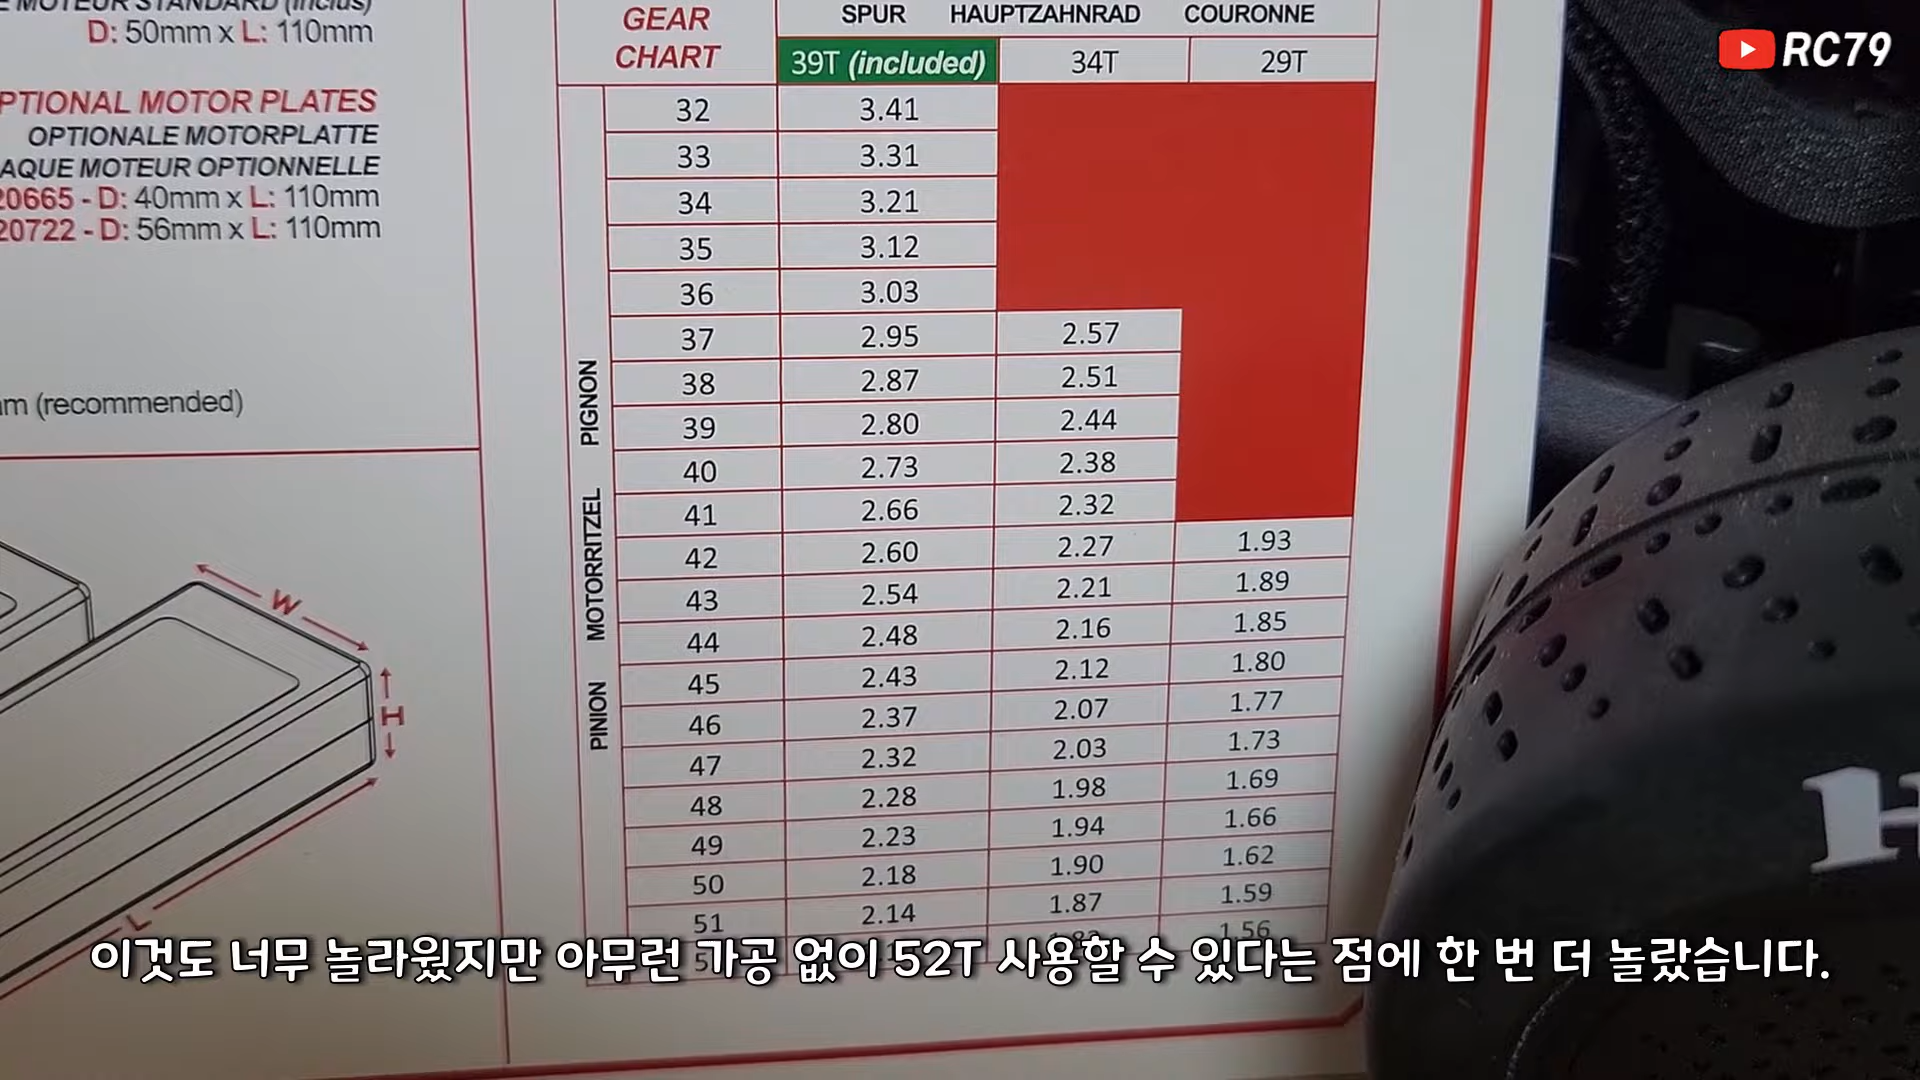 E MOTEUR STANDARD (inclus)
D: 50mm x L: 110mm
PTIONAL MOTOR PLATES
OPTIONALE MOTORPLATTE
AQUE MOTEUR OPTIONNELLE
20665 - D: 40mm x L: 110mm
20722 - D: 56mm x L: 110mm
m (recommended)
W
H
L
GEAR CHART
SPUR HAUPTZAHNRAD COURONNE
39T (included) 34T 29T
PINION MOTORRITZEL PIGNON
32 3.41
33 3.31
34 3.21
35 3.12
36 3.03
37 2.95 2.57
38 2.87 2.51
39 2.80 2.44
40 2.73 2.38
41 2.66 2.32
42 2.60 2.27 1.93
43 2.54 2.21 1.89
44 2.48 2.16 1.85
45 2.43 2.12 1.80
46 2.37 2.07 1.77
47 2.32 2.03 1.73
48 2.28 1.98 1.69
49 2.23 1.94 1.66
50 2.18 1.90 1.62
51 2.14 1.87 1.59
1.56
RC79
H
이것도 너무 놀라웠지만 아무런 가공 없이 52T 사용할 수 있다는 점에 한 번 더 놀랐습니다.